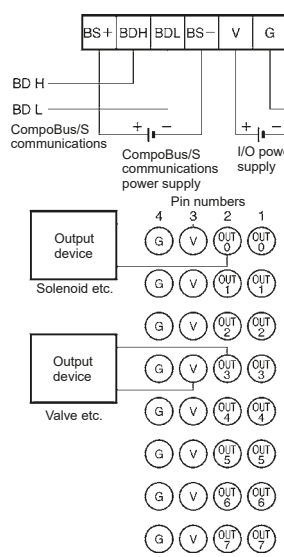 BS+ BDH BDL BS− V G
BD H
BD L
CompoBus/S
communications
+ −
CompoBus/S
communications
power supply
+ −
I/O pow
supply
Pin numbers
4 3 2 1
Output
device
Solenoid etc.
G V OUT 0 OUT 0
G V OUT 1 OUT 1
G V OUT 2 OUT 2
Output
device
Valve etc.
G V OUT 3 OUT 3
G V OUT 4 OUT 4
G V OUT 5 OUT 5
G V OUT 6 OUT 6
G V OUT 7 OUT 7